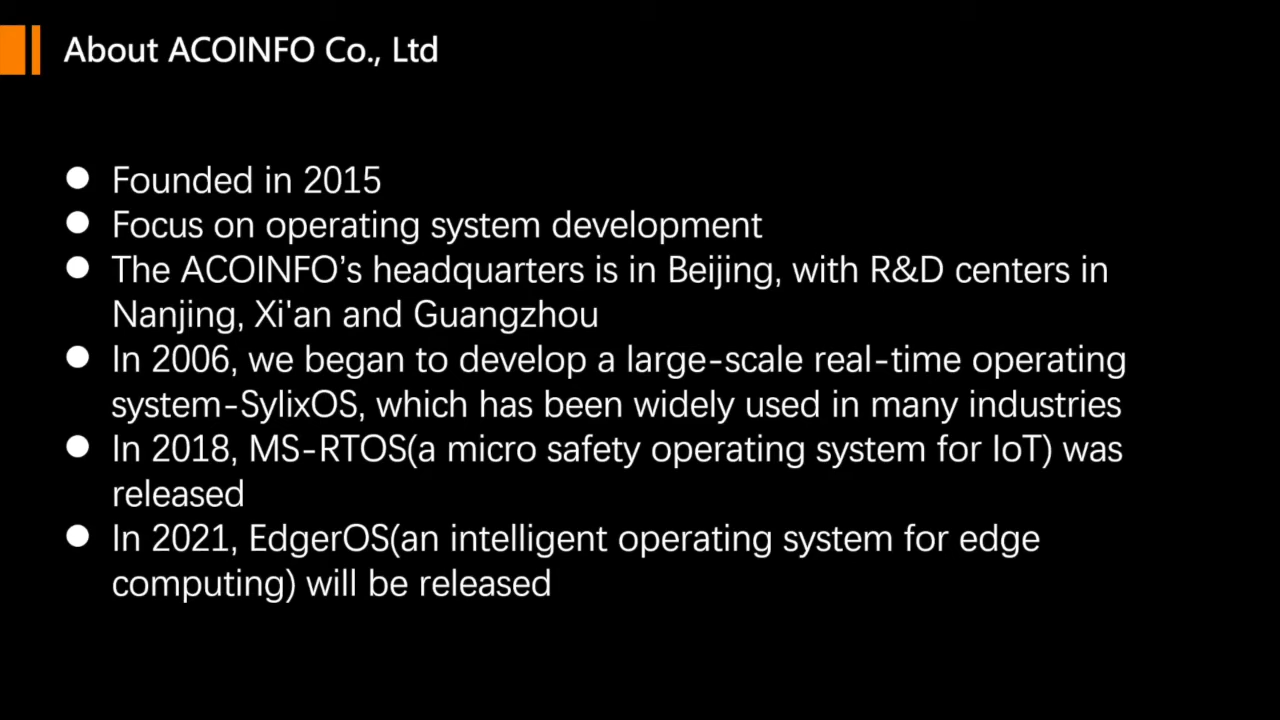 About ACOINFO Co., Ltd
● Founded in 2015
● Focus on operating system development
● The ACOINFO’s headquarters is in Beijing, with R&D centers in
Nanjing, Xi'an and Guangzhou
● In 2006, we began to develop a large-scale real-time operating
system-SylixOS, which has been widely used in many industries
● In 2018, MS-RTOS(a micro safety operating system for IoT) was
released
● In 2021, EdgerOS(an intelligent operating system for edge
computing) will be released